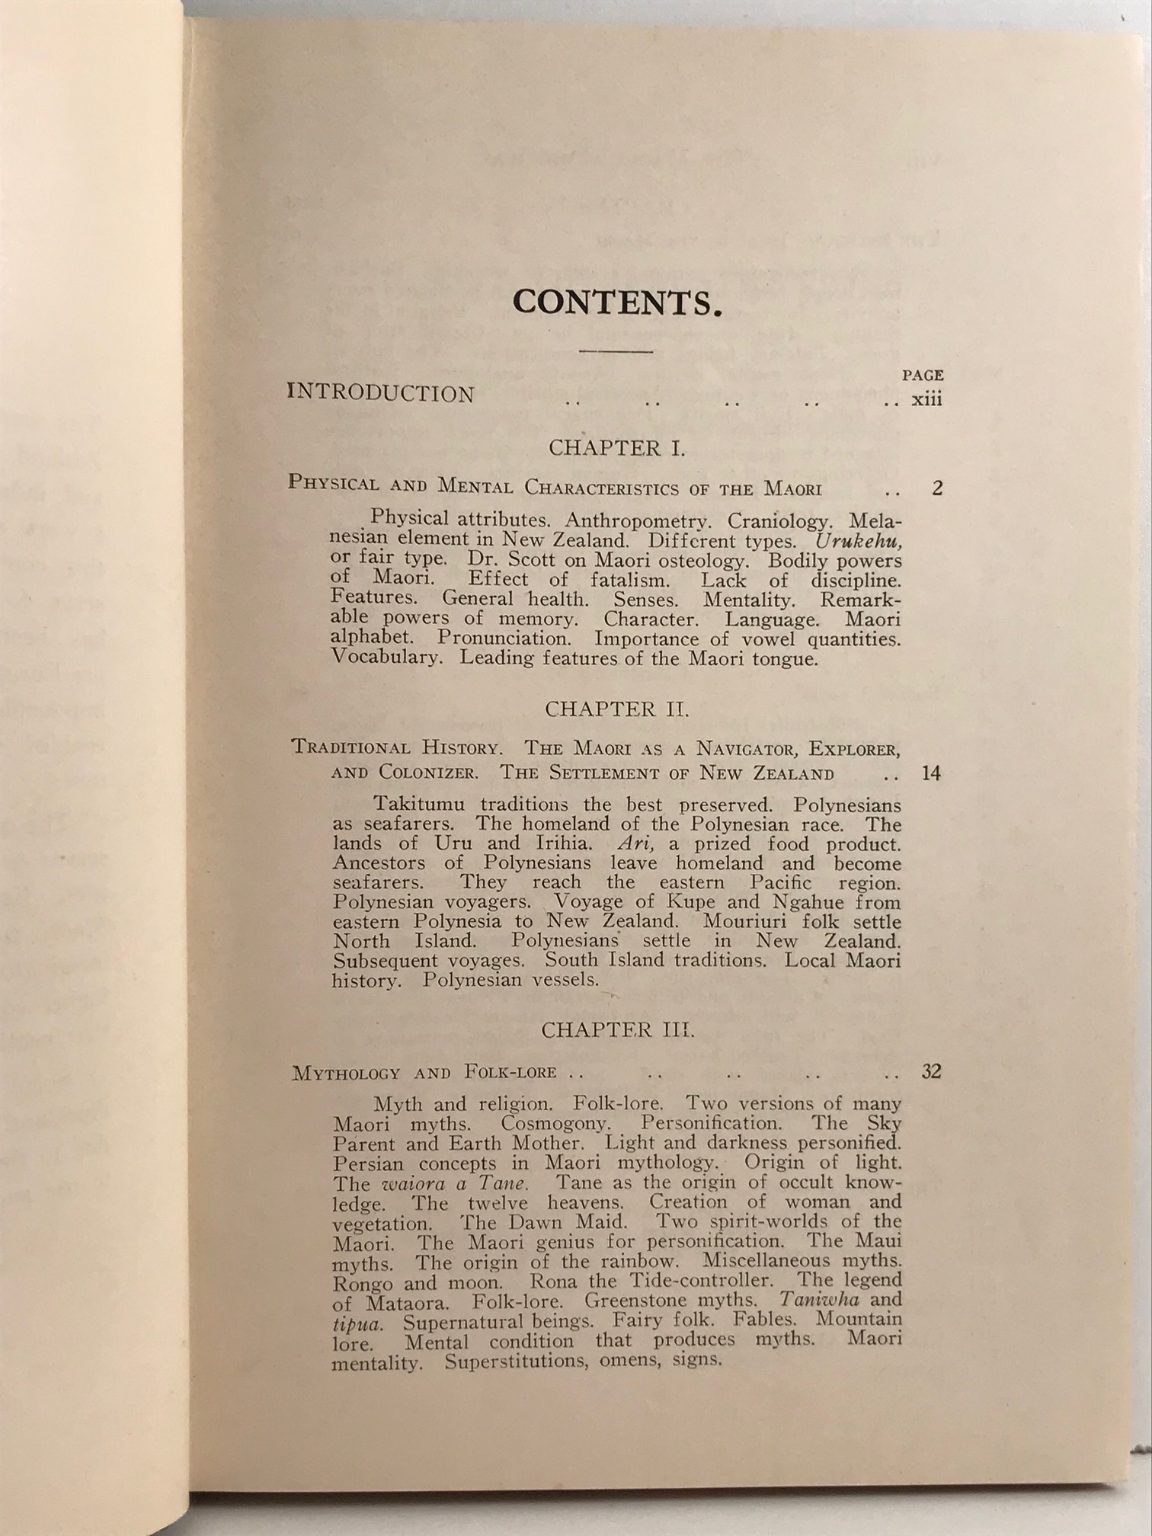 CONTENTS.
PAGE
INTRODUCTION .. .. .. .. .. xiii
CHAPTER I.
Physical and Mental Characteristics of the Maori .. 2
Physical attributes. Anthropometry. Craniology. Mela-
nesian element in New Zealand. Different types. Urukehu,
or fair type. Dr. Scott on Maori osteology. Bodily powers
of Maori. Effect of fatalism. Lack of discipline.
Features. General health. Senses. Mentality. Remark-
able powers of memory. Character. Language. Maori
alphabet. Pronunciation. Importance of vowel quantities.
Vocabulary. Leading features of the Maori tongue.
CHAPTER II.
Traditional History. The Maori as a Navigator, Explorer,
and Colonizer. The Settlement of New Zealand .. 14
Takitumu traditions the best preserved. Polynesians
as seafarers. The homeland of the Polynesian race. The
lands of Uru and Irihia. Ari, a prized food product.
Ancestors of Polynesians leave homeland and become
seafarers. They reach the eastern Pacific region.
Polynesian voyagers. Voyage of Kupe and Ngahue from
eastern Polynesia to New Zealand. Mouriuri folk settle
North Island. Polynesians settle in New Zealand.
Subsequent voyages. South Island traditions. Local Maori
history. Polynesian vessels.
CHAPTER III.
Mythology and Folk-lore .. .. .. .. .. 32
Myth and religion. Folk-lore. Two versions of many
Maori myths. Cosmogony. Personification. The Sky
Parent and Earth Mother. Light and darkness personified.
Persian concepts in Maori mythology. Origin of light.
The waiora a Tane. Tane as the origin of occult know-
ledge. The twelve heavens. Creation of woman and
vegetation. The Dawn Maid. Two spirit-worlds of the
Maori. The Maori genius for personification. The Maui
myths. The origin of the rainbow. Miscellaneous myths.
Rongo and moon. Rona the Tide-controller. The legend
of Mataora. Folk-lore. Greenstone myths. Taniwha and
tipua. Supernatural beings. Fairy folk. Fables. Mountain
lore. Mental condition that produces myths. Maori
mentality. Superstitutions, omens, signs.